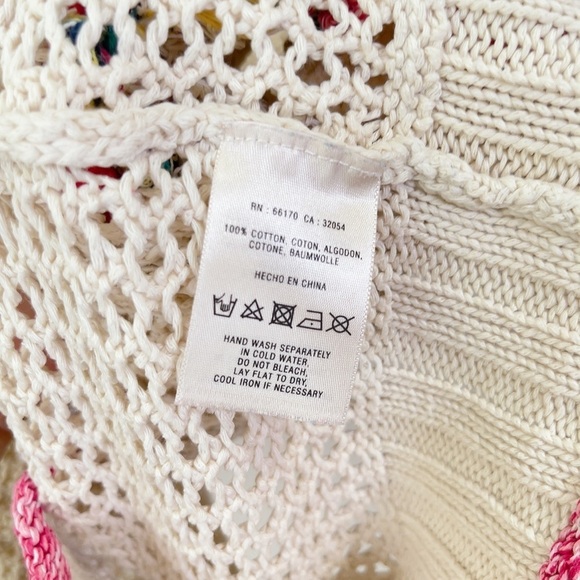 RN : 66170 CA : 32054
100% COTTON, COTON, ALGODON,
COTONE, BAUMWOLLE
HECHO EN CHINA
HAND WASH SEPARATELY
IN COLD WATER,
DO NOT BLEACH,
LAY FLAT TO DRY,
COOL IRON IF NECESSARY